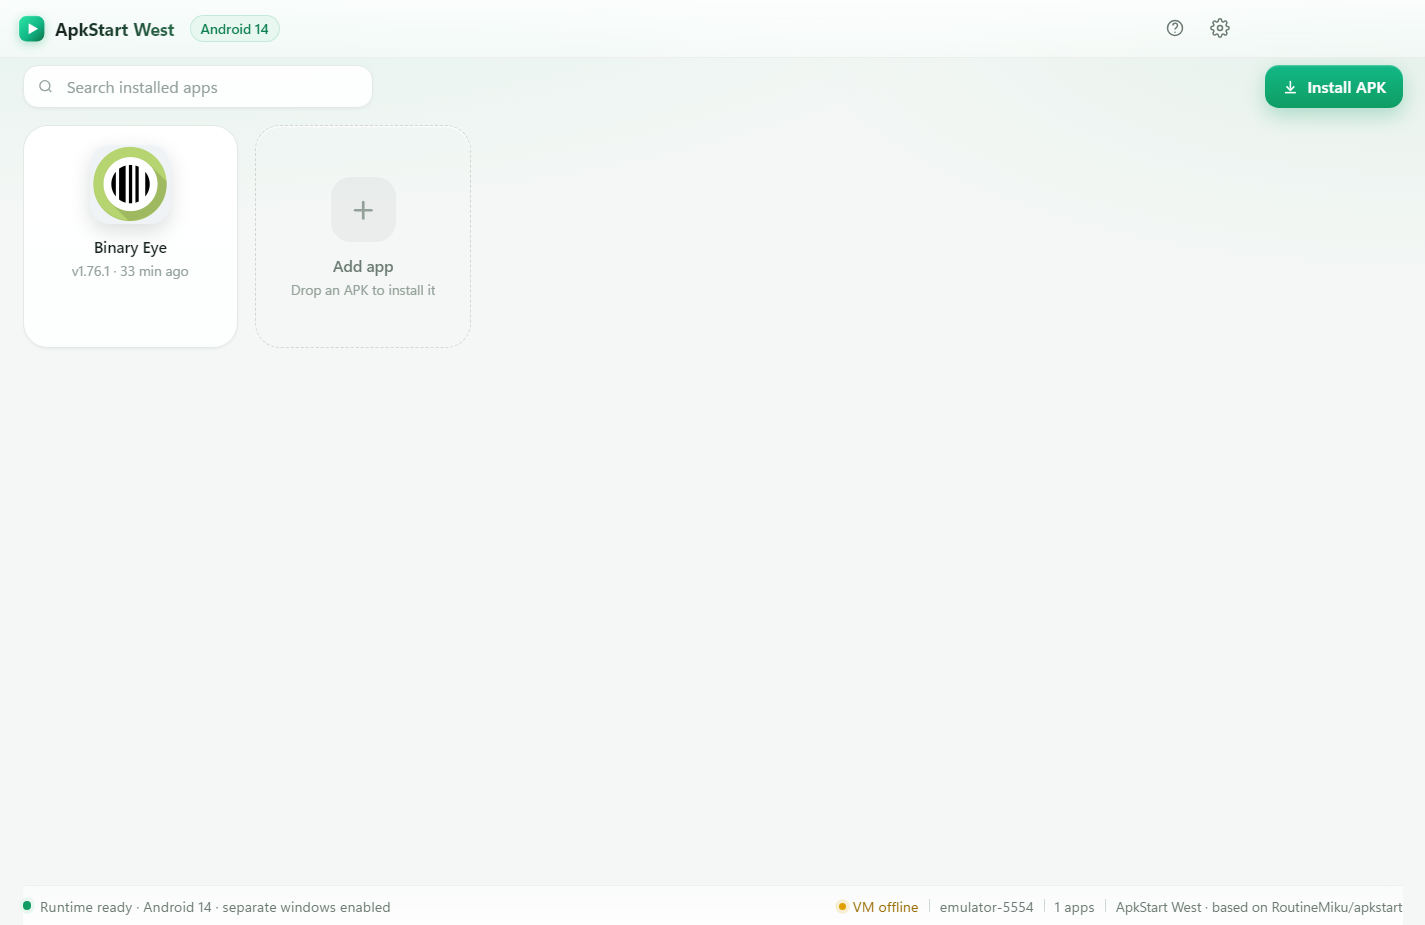 ApkStart West
Android 14
Search installed apps
Install APK
Binary Eye
v1.76.1 · 33 min ago
Add app
Drop an APK to install it
Runtime ready · Android 14 · separate windows enabled
VM offline
emulator-5554
1 apps
ApkStart West · based on RoutineMiku/apkstart